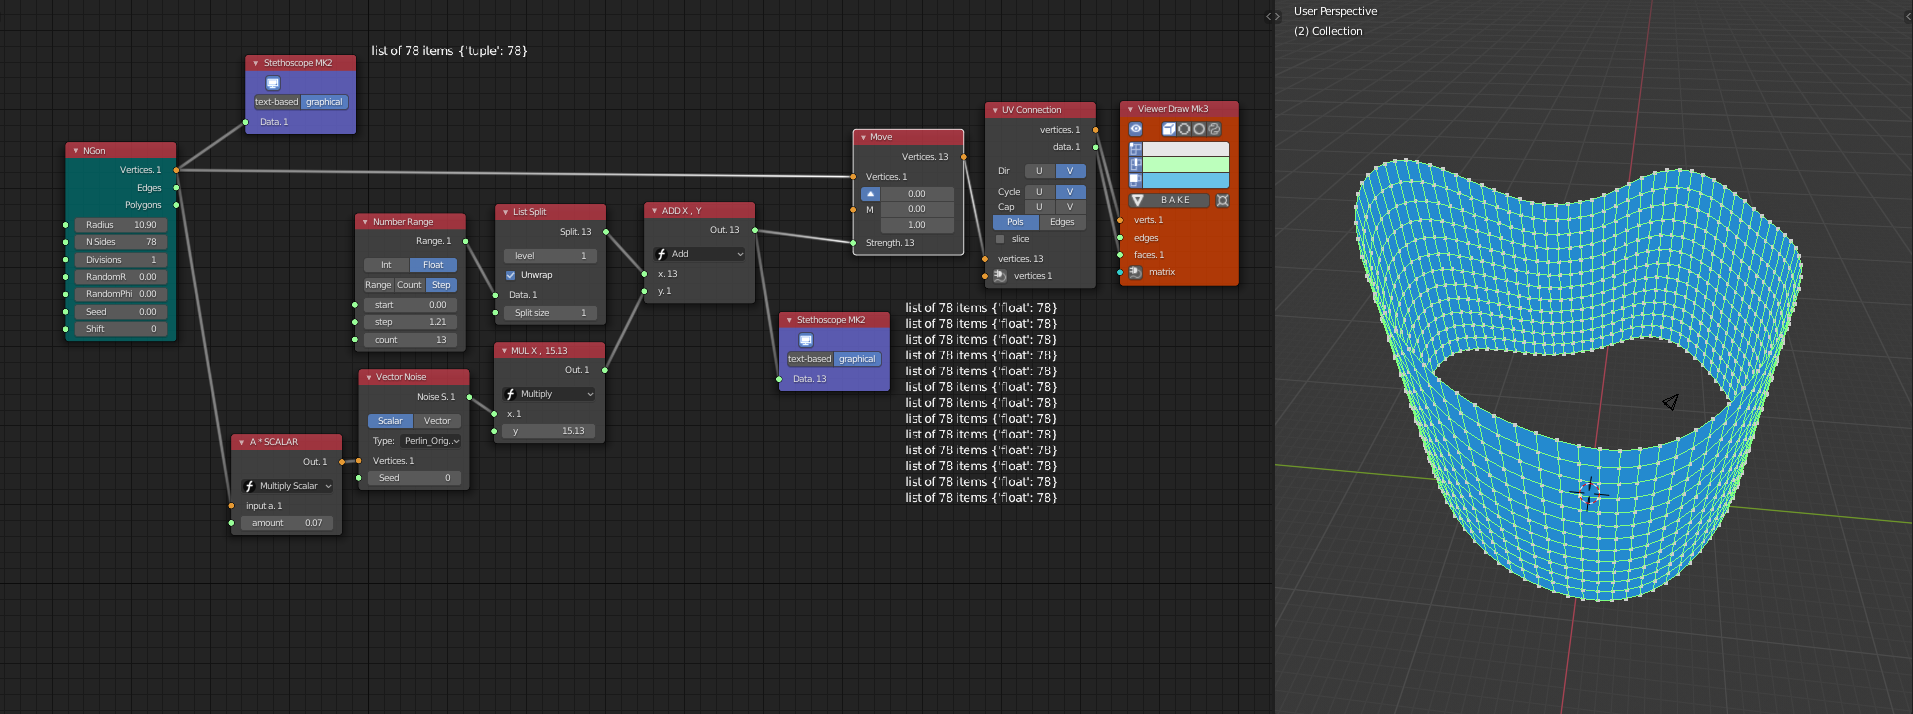 User Perspective
(2) Collection
list of 78 items {'tuple': 78}
Stethoscope MK2
text-based graphical
Data. 1
NGon
Vertices. 1
Edges
Polygons
Radius 10.90
N Sides 78
Divisions 1
RandomR 0.00
RandomPhi 0.00
Seed 0.00
Shift 0
Number Range
Range. 1
Int Float
Range Count Step
start 0.00
step 1.21
count 13
List Split
Split. 13
level 1
Unwrap
Data. 1
Split size 1
ADD X , Y
Out. 13
Add
x. 13
y. 1
MUL X , 15.13
Out. 1
Multiply
x. 1
y 15.13
Vector Noise
Noise S. 1
Scalar Vector
Type: Perlin_Orig..
Vertices. 1
Seed 0
A * SCALAR
Out. 1
Multiply Scalar
input a. 1
amount 0.07
Stethoscope MK2
text-based graphical
Data. 13
Move
Vertices. 13
Vertices. 1
0.00
M 0.00
1.00
Strength. 13
UV Connection
vertices. 1
data. 1
Dir U V
Cycle U V
Cap U V
Pols Edges
slice
vertices. 13
vertices 1
Viewer Draw Mk3
BAKE
verts. 1
edges
faces. 1
matrix
list of 78 items {'float': 78}
list of 78 items {'float': 78}
list of 78 items {'float': 78}
list of 78 items {'float': 78}
list of 78 items {'float': 78}
list of 78 items {'float': 78}
list of 78 items {'float': 78}
list of 78 items {'float': 78}
list of 78 items {'float': 78}
list of 78 items {'float': 78}
list of 78 items {'float': 78}
list of 78 items {'float': 78}
list of 78 items {'float': 78}